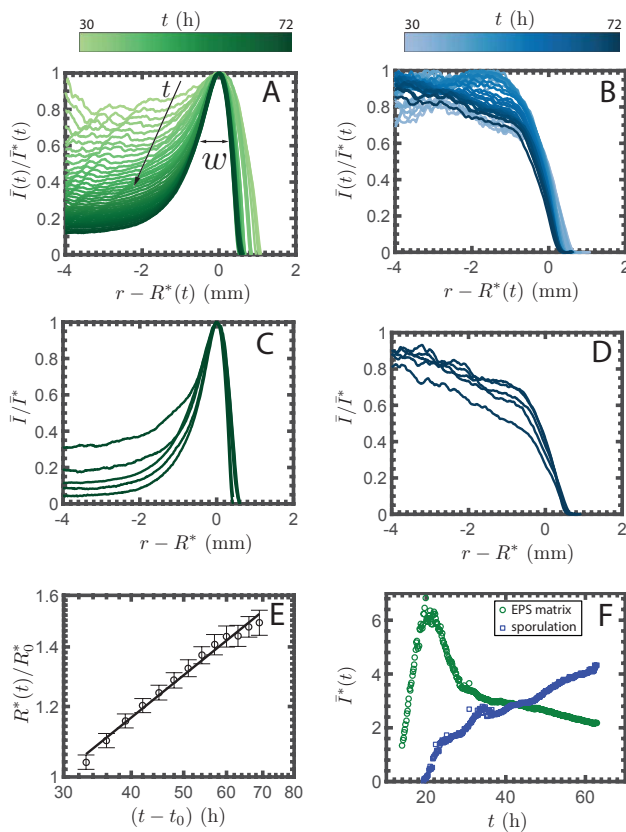 t (h)
30 72
t (h)
30 72
A
t
w
Ī(t)/Ī*(t)
1
0.8
0.6
0.4
0.2
0
-4 -2 0 2
r − R*(t) (mm)
B
Ī(t)/Ī*(t)
1
0.8
0.6
0.4
0.2
0
-4 -2 0 2
r − R*(t) (mm)
C
Ī/Ī*
1
0.8
0.6
0.4
0.2
0
-4 -2 0 2
r − R* (mm)
D
Ī/Ī*
1
0.8
0.6
0.4
0.2
0
-4 -2 0 2
r − R* (mm)
E
R*(t)/R*₀
1.6
1.4
1.2
1
30 40 50 60 70 80
(t − t₀) (h)
F
EPS matrix
sporulation
Ī*(t)
6
4
2
0
20 40 60
t (h)